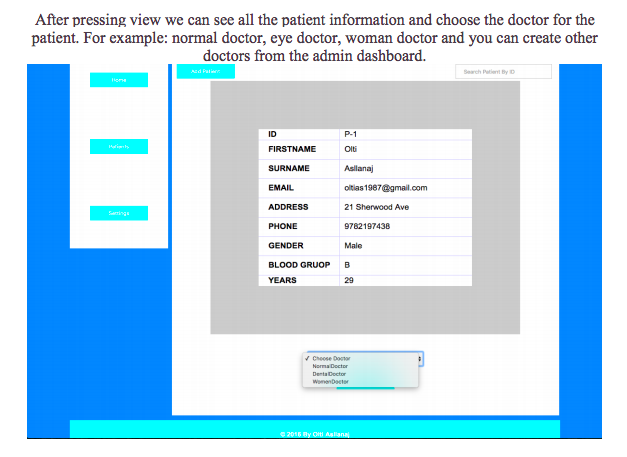 After pressing view we can see all the patient information and choose the doctor for the
patient. For example: normal doctor, eye doctor, woman doctor and you can create other
doctors from the admin dashboard.
Home
Add Patient
Search Patient By ID
Patients
Settings
ID P-1
FIRSTNAME Olti
SURNAME Asllanaj
EMAIL oltias1987@gmail.com
ADDRESS 21 Sherwood Ave
PHONE 9782197438
GENDER Male
BLOOD GRUOP B
YEARS 29
✓ Choose Doctor
NormalDoctor
DentalDoctor
WomenDoctor
© 2016 By Olti Asllanaj